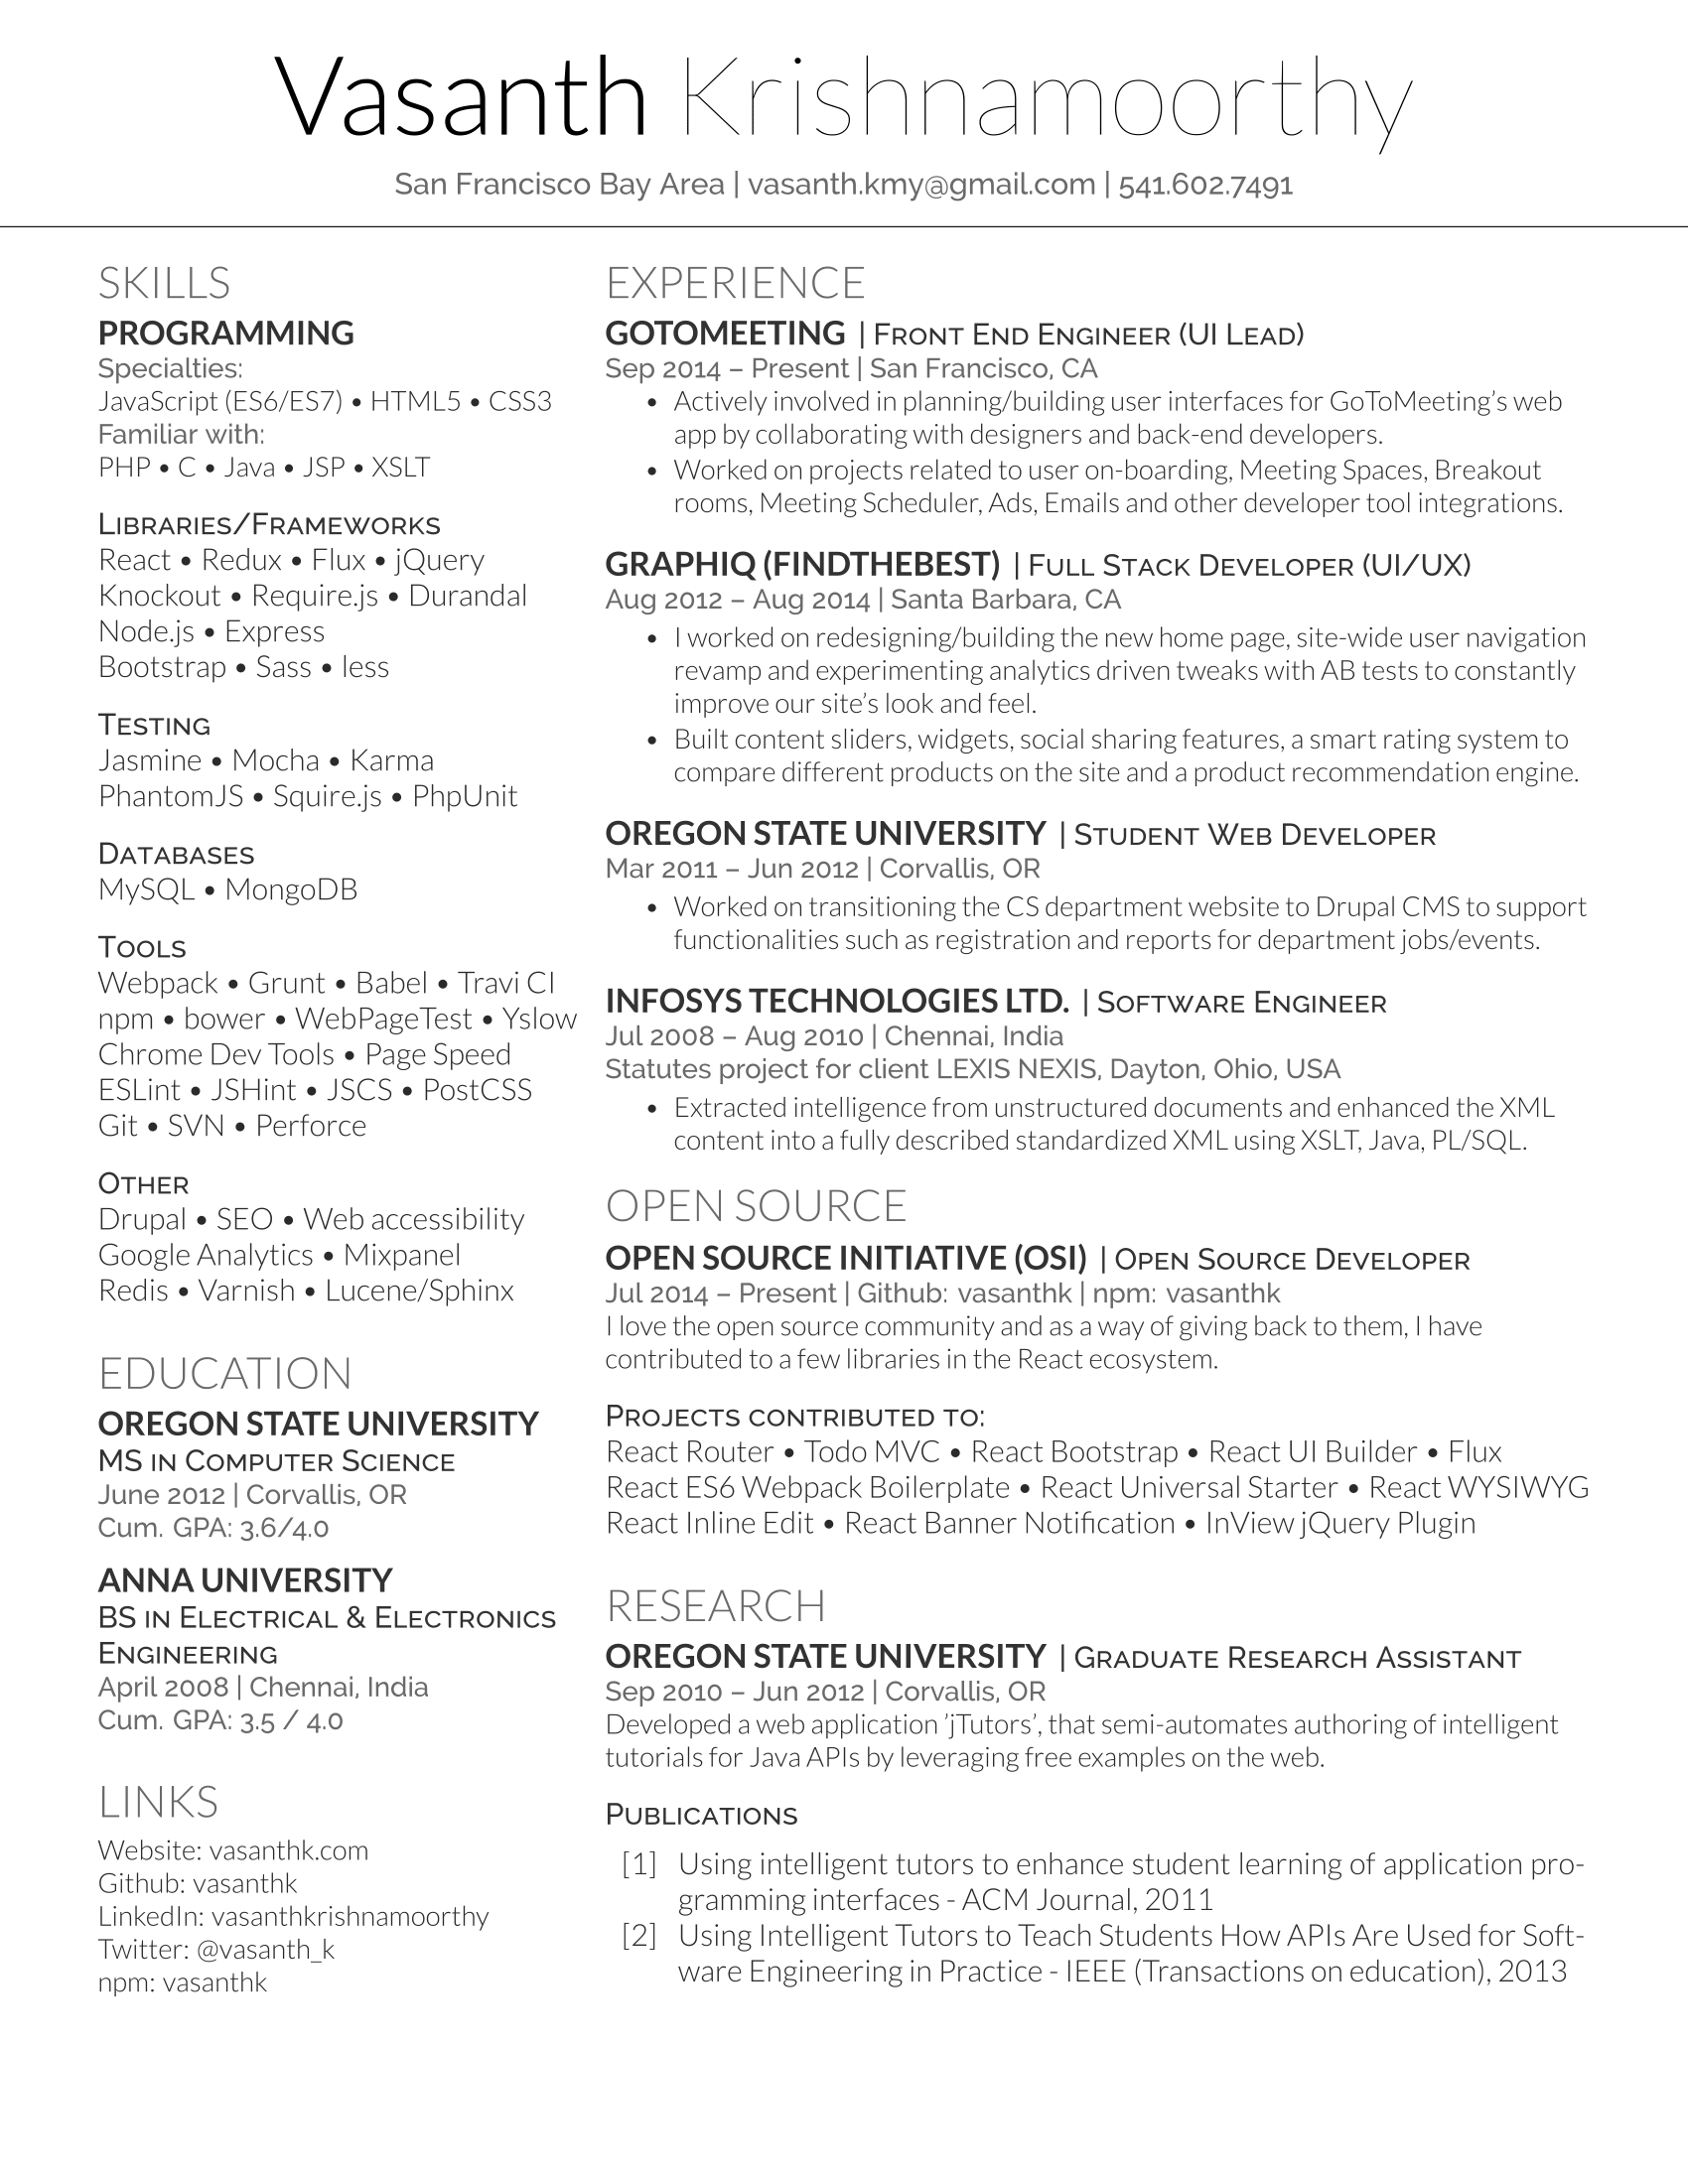 Vasanth Krishnamoorthy
San Francisco Bay Area | vasanth.kmy@gmail.com | 541.602.7491
SKILLS
PROGRAMMING
Specialties:
JavaScript (ES6/ES7) • HTML5 • CSS3
Familiar with:
PHP • C • Java • JSP • XSLT
LIBRARIES/FRAMEWORKS
React • Redux • Flux • jQuery
Knockout • Require.js • Durandal
Node.js • Express
Bootstrap • Sass • less
TESTING
Jasmine • Mocha • Karma
PhantomJS • Squire.js • PhpUnit
DATABASES
MySQL • MongoDB
TOOLS
Webpack • Grunt • Babel • Travi CI
npm • bower • WebPageTest • Yslow
Chrome Dev Tools • Page Speed
ESLint • JSHint • JSCS • PostCSS
Git • SVN • Perforce
OTHER
Drupal • SEO • Web accessibility
Google Analytics • Mixpanel
Redis • Varnish • Lucene/Sphinx
EDUCATION
OREGON STATE UNIVERSITY
MS IN COMPUTER SCIENCE
June 2012 | Corvallis, OR
Cum. GPA: 3.6/4.0
ANNA UNIVERSITY
BS IN ELECTRICAL & ELECTRONICS
ENGINEERING
April 2008 | Chennai, India
Cum. GPA: 3.5 / 4.0
LINKS
Website: vasanthk.com
Github: vasanthk
LinkedIn: vasanthkrishnamoorthy
Twitter: @vasanth_k
npm: vasanthk
EXPERIENCE
GOTOMEETING | FRONT END ENGINEER (UI LEAD)
Sep 2014 – Present | San Francisco, CA
• Actively involved in planning/building user interfaces for GoToMeeting’s web
app by collaborating with designers and back-end developers.
• Worked on projects related to user on-boarding, Meeting Spaces, Breakout
rooms, Meeting Scheduler, Ads, Emails and other developer tool integrations.
GRAPHIQ (FINDTHEBEST) | FULL STACK DEVELOPER (UI/UX)
Aug 2012 – Aug 2014 | Santa Barbara, CA
• I worked on redesigning/building the new home page, site-wide user navigation
revamp and experimenting analytics driven tweaks with AB tests to constantly
improve our site’s look and feel.
• Built content sliders, widgets, social sharing features, a smart rating system to
compare different products on the site and a product recommendation engine.
OREGON STATE UNIVERSITY | STUDENT WEB DEVELOPER
Mar 2011 – Jun 2012 | Corvallis, OR
• Worked on transitioning the CS department website to Drupal CMS to support
functionalities such as registration and reports for department jobs/events.
INFOSYS TECHNOLOGIES LTD. | SOFTWARE ENGINEER
Jul 2008 – Aug 2010 | Chennai, India
Statutes project for client LEXIS NEXIS, Dayton, Ohio, USA
• Extracted intelligence from unstructured documents and enhanced the XML
content into a fully described standardized XML using XSLT, Java, PL/SQL.
OPEN SOURCE
OPEN SOURCE INITIATIVE (OSI) | OPEN SOURCE DEVELOPER
Jul 2014 – Present | Github: vasanthk | npm: vasanthk
I love the open source community and as a way of giving back to them, I have
contributed to a few libraries in the React ecosystem.
PROJECTS CONTRIBUTED TO:
React Router • Todo MVC • React Bootstrap • React UI Builder • Flux
React ES6 Webpack Boilerplate • React Universal Starter • React WYSIWYG
React Inline Edit • React Banner Notification • InView jQuery Plugin
RESEARCH
OREGON STATE UNIVERSITY | GRADUATE RESEARCH ASSISTANT
Sep 2010 – Jun 2012 | Corvallis, OR
Developed a web application ’jTutors’, that semi-automates authoring of intelligent
tutorials for Java APIs by leveraging free examples on the web.
PUBLICATIONS
[1] Using intelligent tutors to enhance student learning of application pro-
gramming interfaces - ACM Journal, 2011
[2] Using Intelligent Tutors to Teach Students How APIs Are Used for Soft-
ware Engineering in Practice - IEEE (Transactions on education), 2013